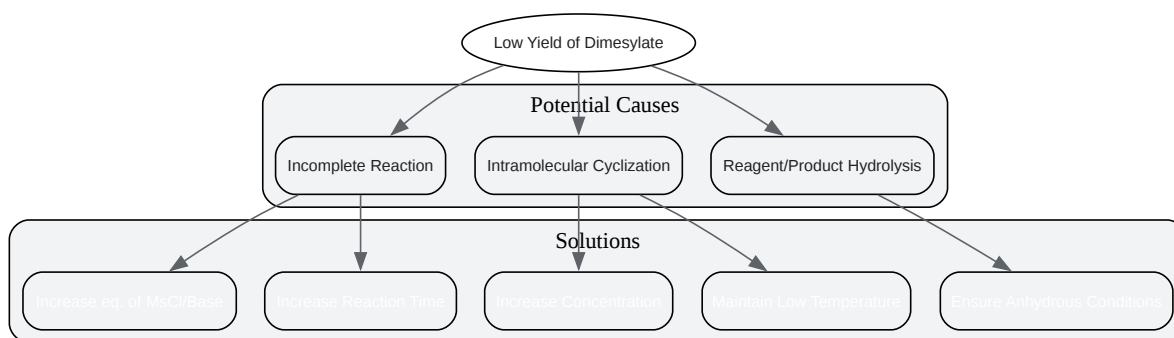 Low Yield of Dimesylate
Potential Causes
Incomplete Reaction
Intramolecular Cyclization
Reagent/Product Hydrolysis
Solutions
Increase eq. of MsCl/Base
Increase Reaction Time
Increase Concentration
Maintain Low Temperature
Ensure Anhydrous Conditions